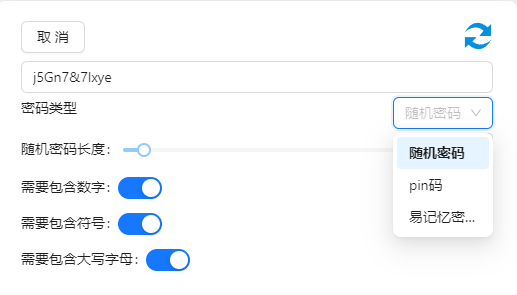 取 消
j5Gn7&7lxye
密码类型
随机密码
随机密码长度：
随机密码
需要包含数字：
pin码
需要包含符号：
易记忆密...
需要包含大写字母：